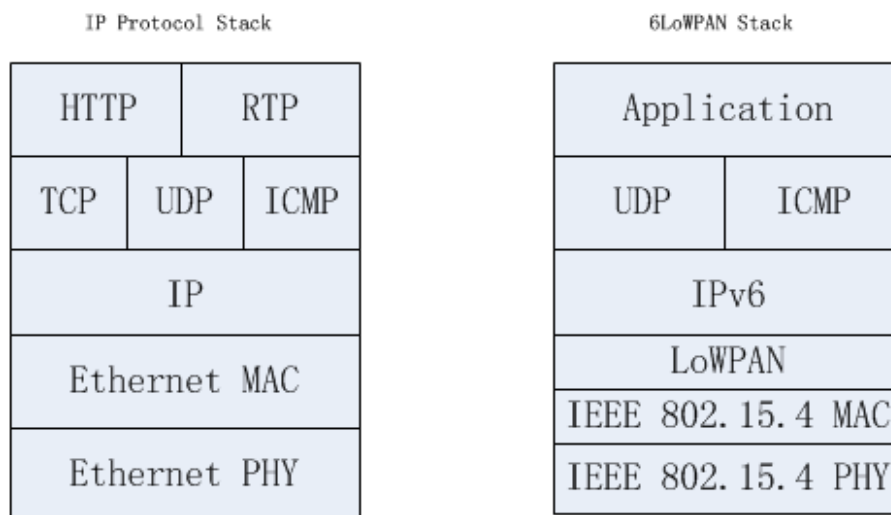 IP Protocol Stack
HTTP RTP
TCP UDP ICMP
IP
Ethernet MAC
Ethernet PHY
6LoWPAN Stack
Application
UDP ICMP
IPv6
LoWPAN
IEEE 802.15.4 MAC
IEEE 802.15.4 PHY